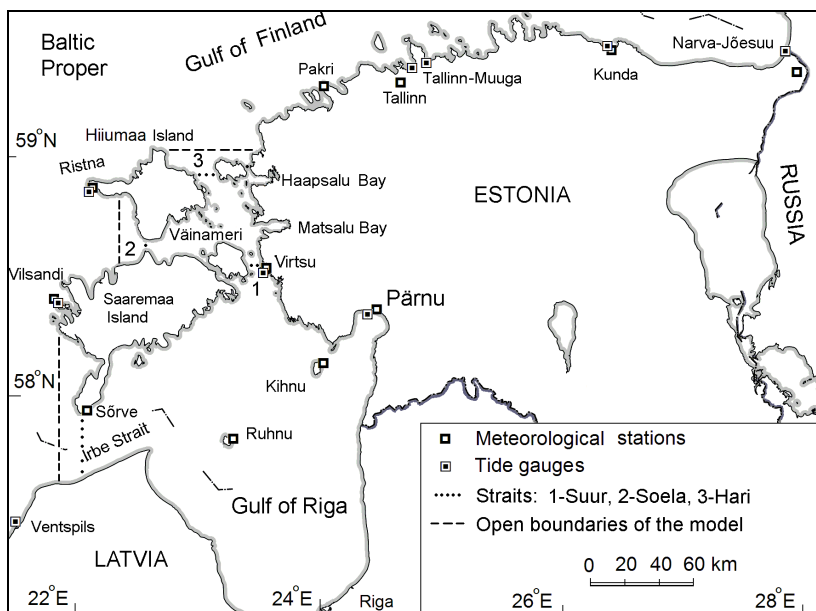 Baltic
Proper
Gulf of Finland
Pakri
Tallinn
Tallinn-Muuga
Kunda
Narva-Jõesuu
59°N
Hiiumaa Island
3
Ristna
Haapsalu Bay
ESTONIA
RUSSIA
Matsalu Bay
Väinameri
2
Vilsandi
Virtsu
1
Saaremaa
Island
Pärnu
58°N
Kihnu
Sõrve
Irbe Strait
Ruhnu
Gulf of Riga
Ventspils
LATVIA
Riga
Meteorological stations
Tide gauges
Straits: 1-Suur, 2-Soela, 3-Hari
Open boundaries of the model
0 20 40 60 km
22°E
24°E
26°E
28°E